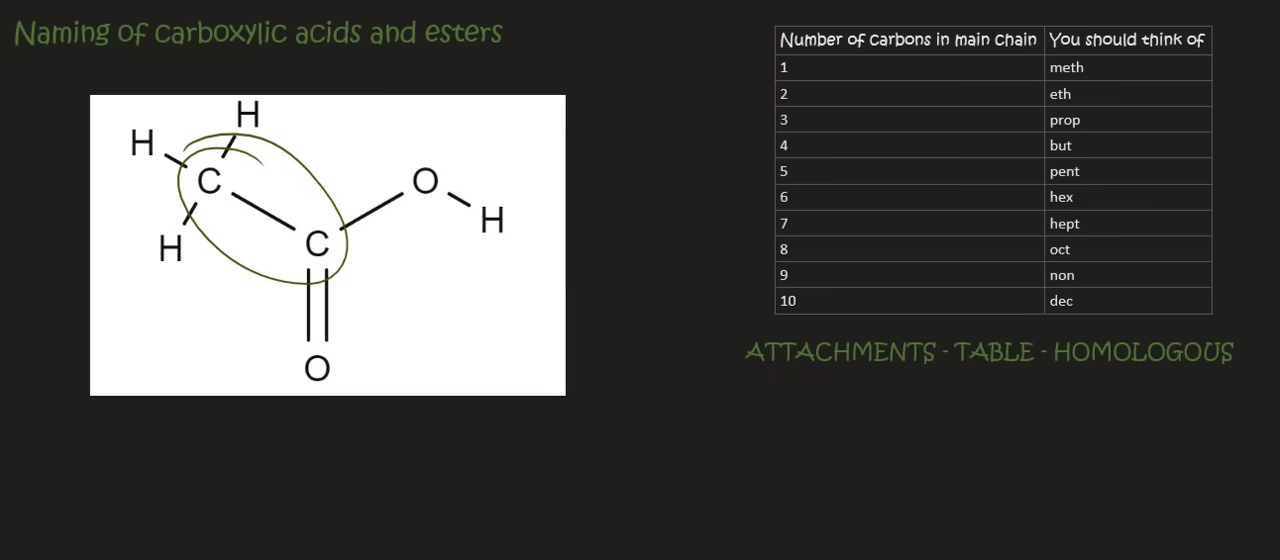 Naming of carboxylic acids and esters
H
H
C
O
H
H
C
O
Number of carbons in main chain You should think of
1 meth
2 eth
3 prop
4 but
5 pent
6 hex
7 hept
8 oct
9 non
10 dec
ATTACHMENTS - TABLE - HOMOLOGOUS